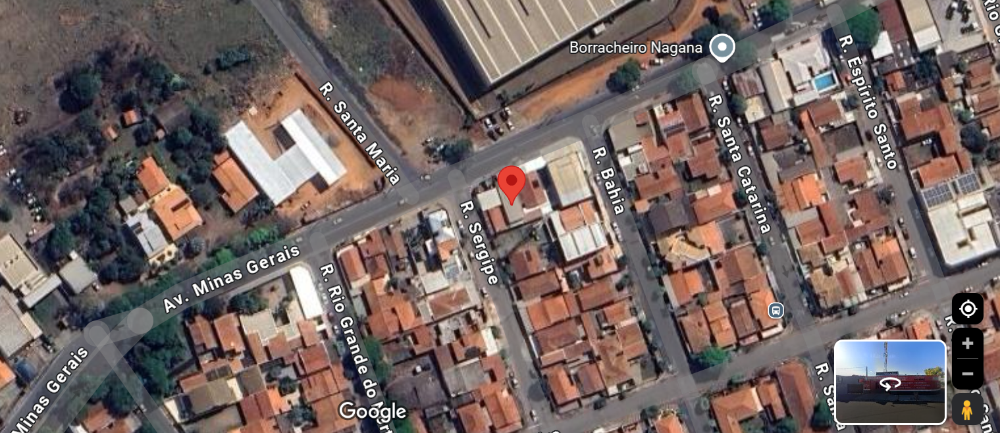 Borracheiro Nagana
R. Espírito Santo
R. Santa Maria
R. Santa Catarina
R. Bahia
R. Sergipe
Av. Minas Gerais
R. Rio Grande do
Minas Gerais
Google